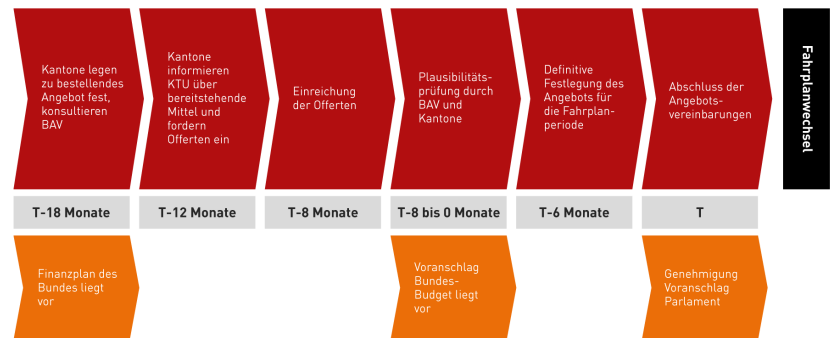 Kantone legen
zu bestellendes
Angebot fest,
konsultieren
BAV
Kantone
informieren
KTU über
bereitstehende
Mittel und
fordern
Offerten ein
Einreichung
der Offerten
Plausibilitäts-
prüfung durch
BAV und
Kantone
Definitive
Festlegung des
Angebots für
die Fahrplan-
periode
Abschluss der
Angebots-
vereinbarungen
Fahrplanwechsel
T-18 Monate
T-12 Monate
T-8 Monate
T-8 bis 0 Monate
T-6 Monate
T
Finanzplan des
Bundes liegt
vor
Voranschlag
Bundes-
Budget liegt
vor
Genehmigung
Voranschlag
Parlament